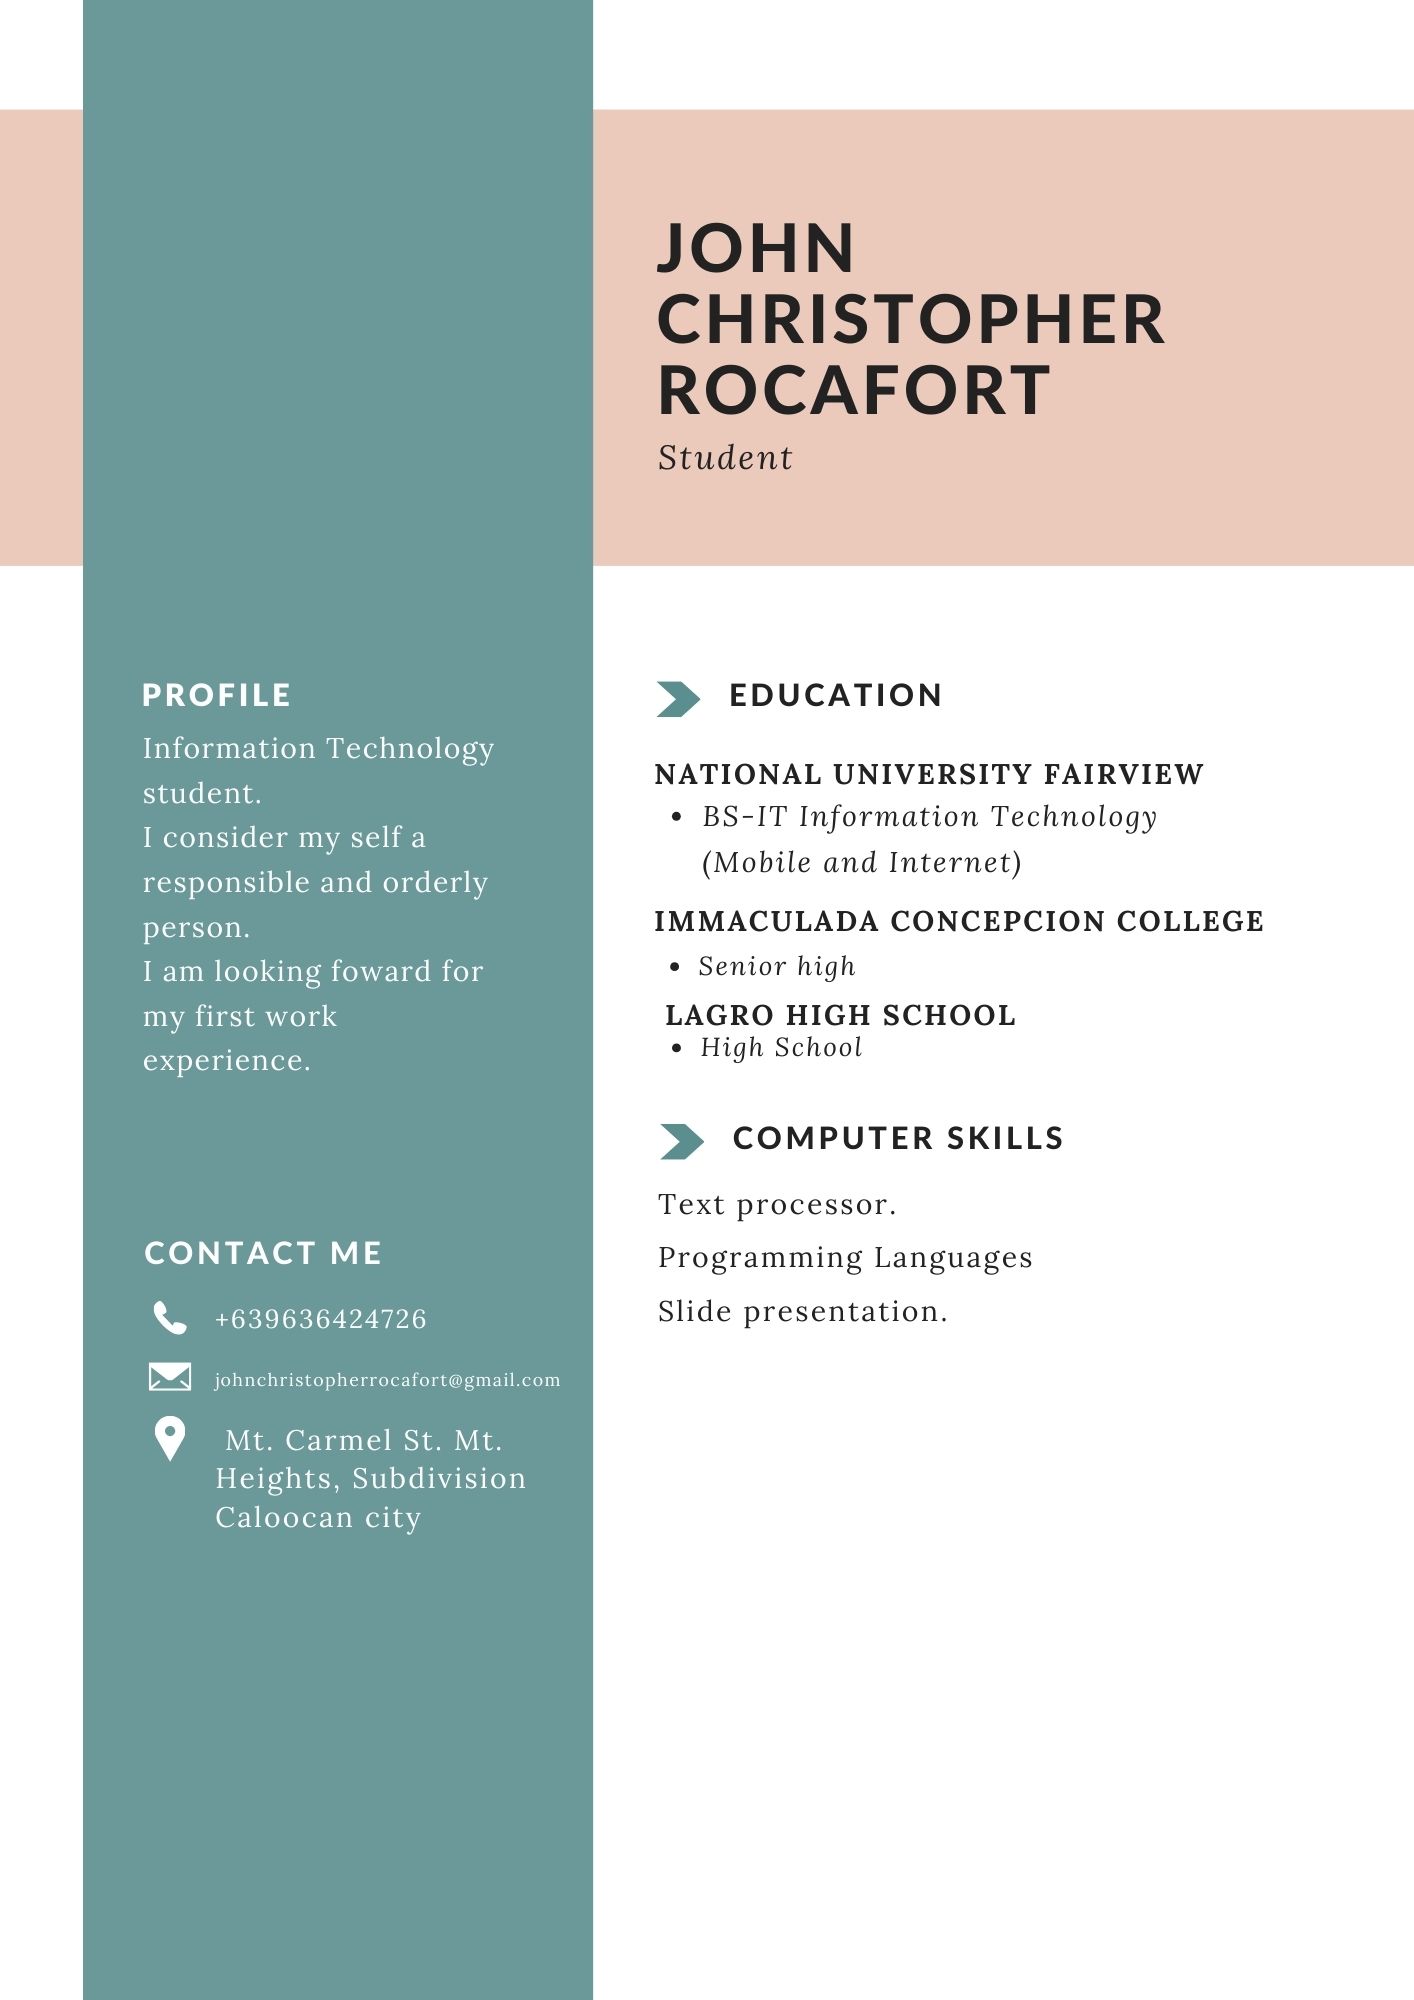 JOHN
CHRISTOPHER
ROCAFORT
Student
PROFILE
Information Technology
student.
I consider my self a
responsible and orderly
person.
I am looking foward for
my first work
experience.
CONTACT ME
+639636424726
johnchristopherrocafort@gmail.com
Mt. Carmel St. Mt.
Heights, Subdivision
Caloocan city
EDUCATION
NATIONAL UNIVERSITY FAIRVIEW
• BS-IT Information Technology
(Mobile and Internet)
IMMACULADA CONCEPCION COLLEGE
• Senior high
LAGRO HIGH SCHOOL
• High School
COMPUTER SKILLS
Text processor.
Programming Languages
Slide presentation.